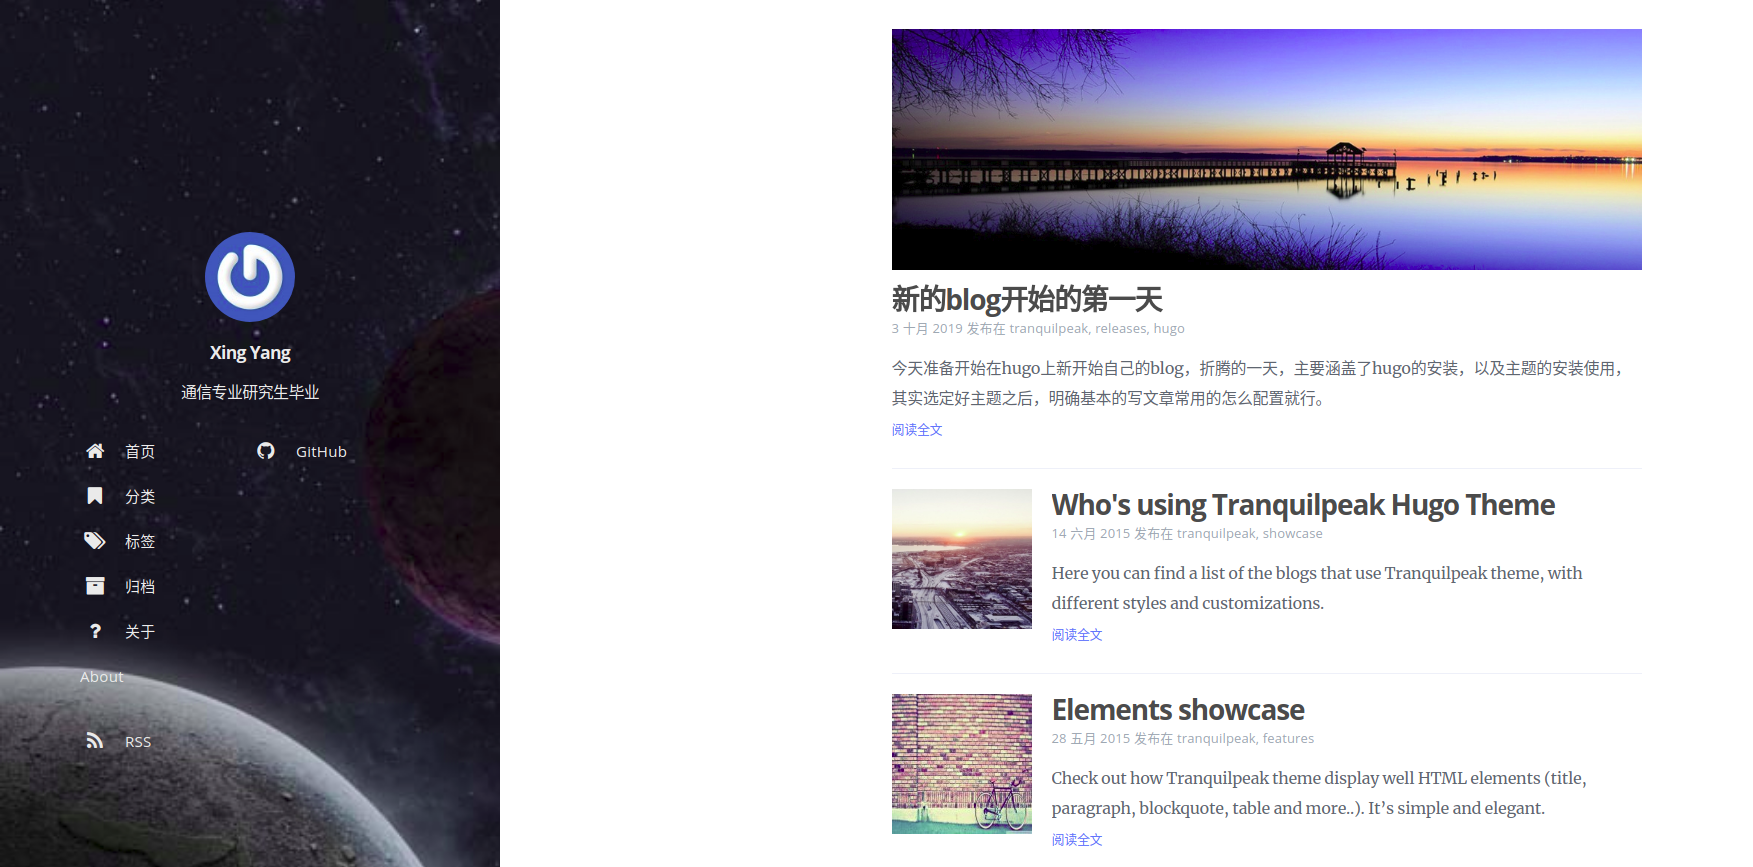 Xing Yang
通信专业研究生毕业
首页
GitHub
分类
标签
归档
关于
About
RSS
新的blog开始的第一天
3 十月 2019 发布在 tranquilpeak, releases, hugo
今天准备开始在hugo上新开始自己的blog，折腾的一天，主要涵盖了hugo的安装，以及主题的安装使用，
其实选定好主题之后，明确基本的写文章常用的怎么配置就行。
阅读全文
Who's using Tranquilpeak Hugo Theme
14 六月 2015 发布在 tranquilpeak, showcase
Here you can find a list of the blogs that use Tranquilpeak theme, with
different styles and customizations.
阅读全文
Elements showcase
28 五月 2015 发布在 tranquilpeak, features
Check out how Tranquilpeak theme display well HTML elements (title,
paragraph, blockquote, table and more..). It’s simple and elegant.
阅读全文